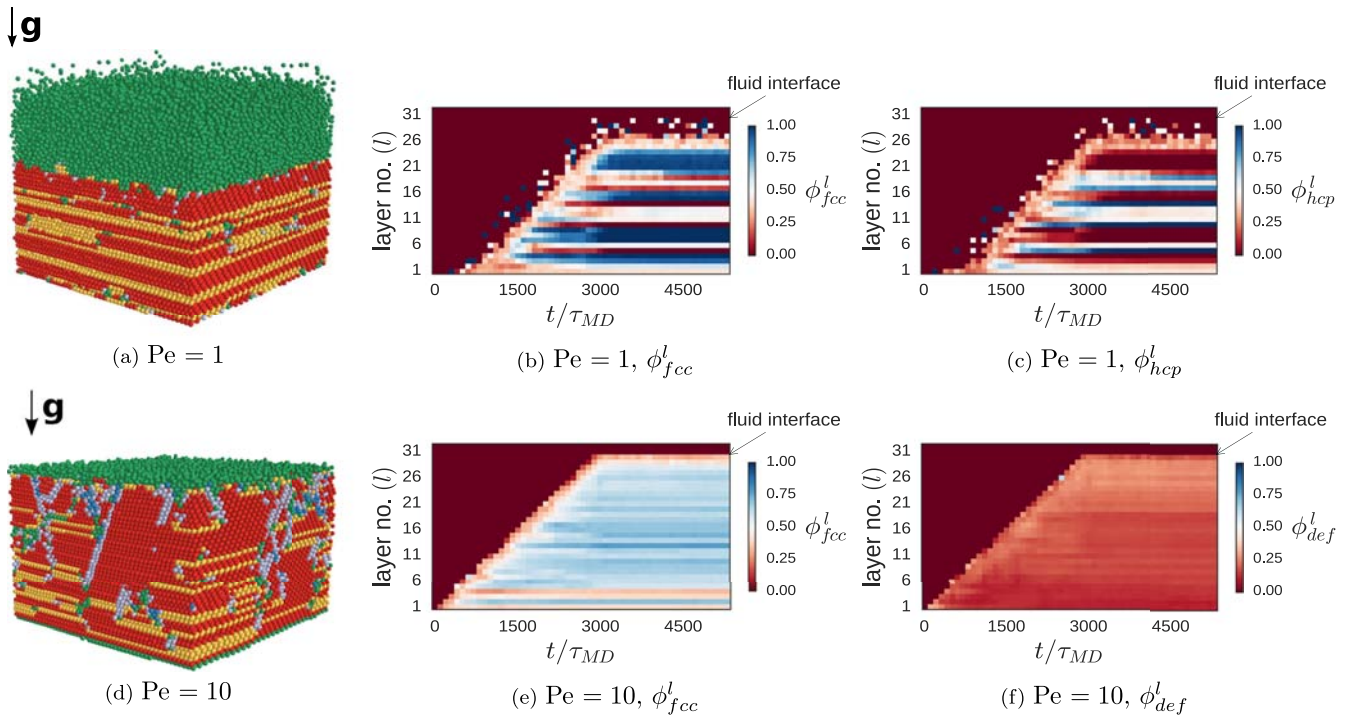 g
fluid interface
layer no. (l)
31
26
21
16
11
6
1
0 1500 3000 4500
t/τ_MD
1.00
0.75
0.50
0.25
0.00
ϕ^l_fcc
fluid interface
layer no. (l)
31
26
21
16
11
6
1
0 1500 3000 4500
t/τ_MD
1.00
0.75
0.50
0.25
0.00
ϕ^l_hcp
(a) Pe = 1
(b) Pe = 1, ϕ^l_fcc
(c) Pe = 1, ϕ^l_hcp
g
fluid interface
layer no. (l)
31
26
21
16
11
6
1
0 1500 3000 4500
t/τ_MD
1.00
0.75
0.50
0.25
0.00
ϕ^l_fcc
fluid interface
layer no. (l)
31
26
21
16
11
6
1
0 1500 3000 4500
t/τ_MD
1.00
0.75
0.50
0.25
0.00
ϕ^l_def
(d) Pe = 10
(e) Pe = 10, ϕ^l_fcc
(f) Pe = 10, ϕ^l_def